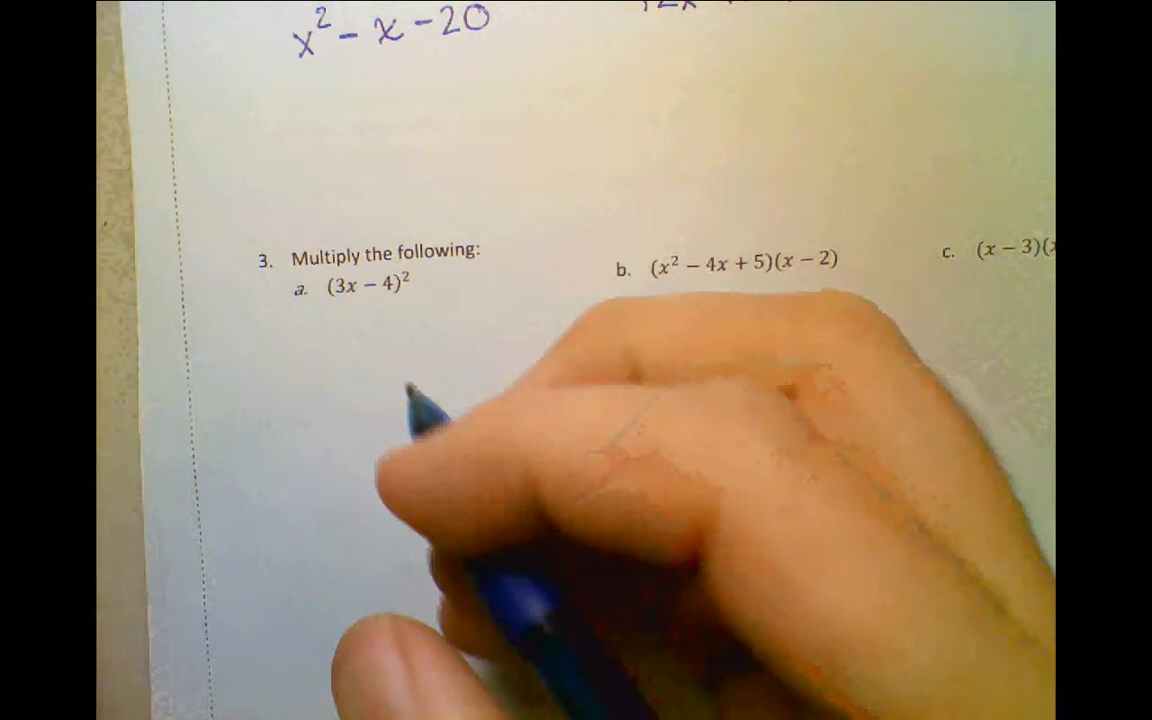 x² - x - 20
3. Multiply the following:
a. (3x − 4)²
b. (x² − 4x + 5)(x − 2)
c. (x − 3)(